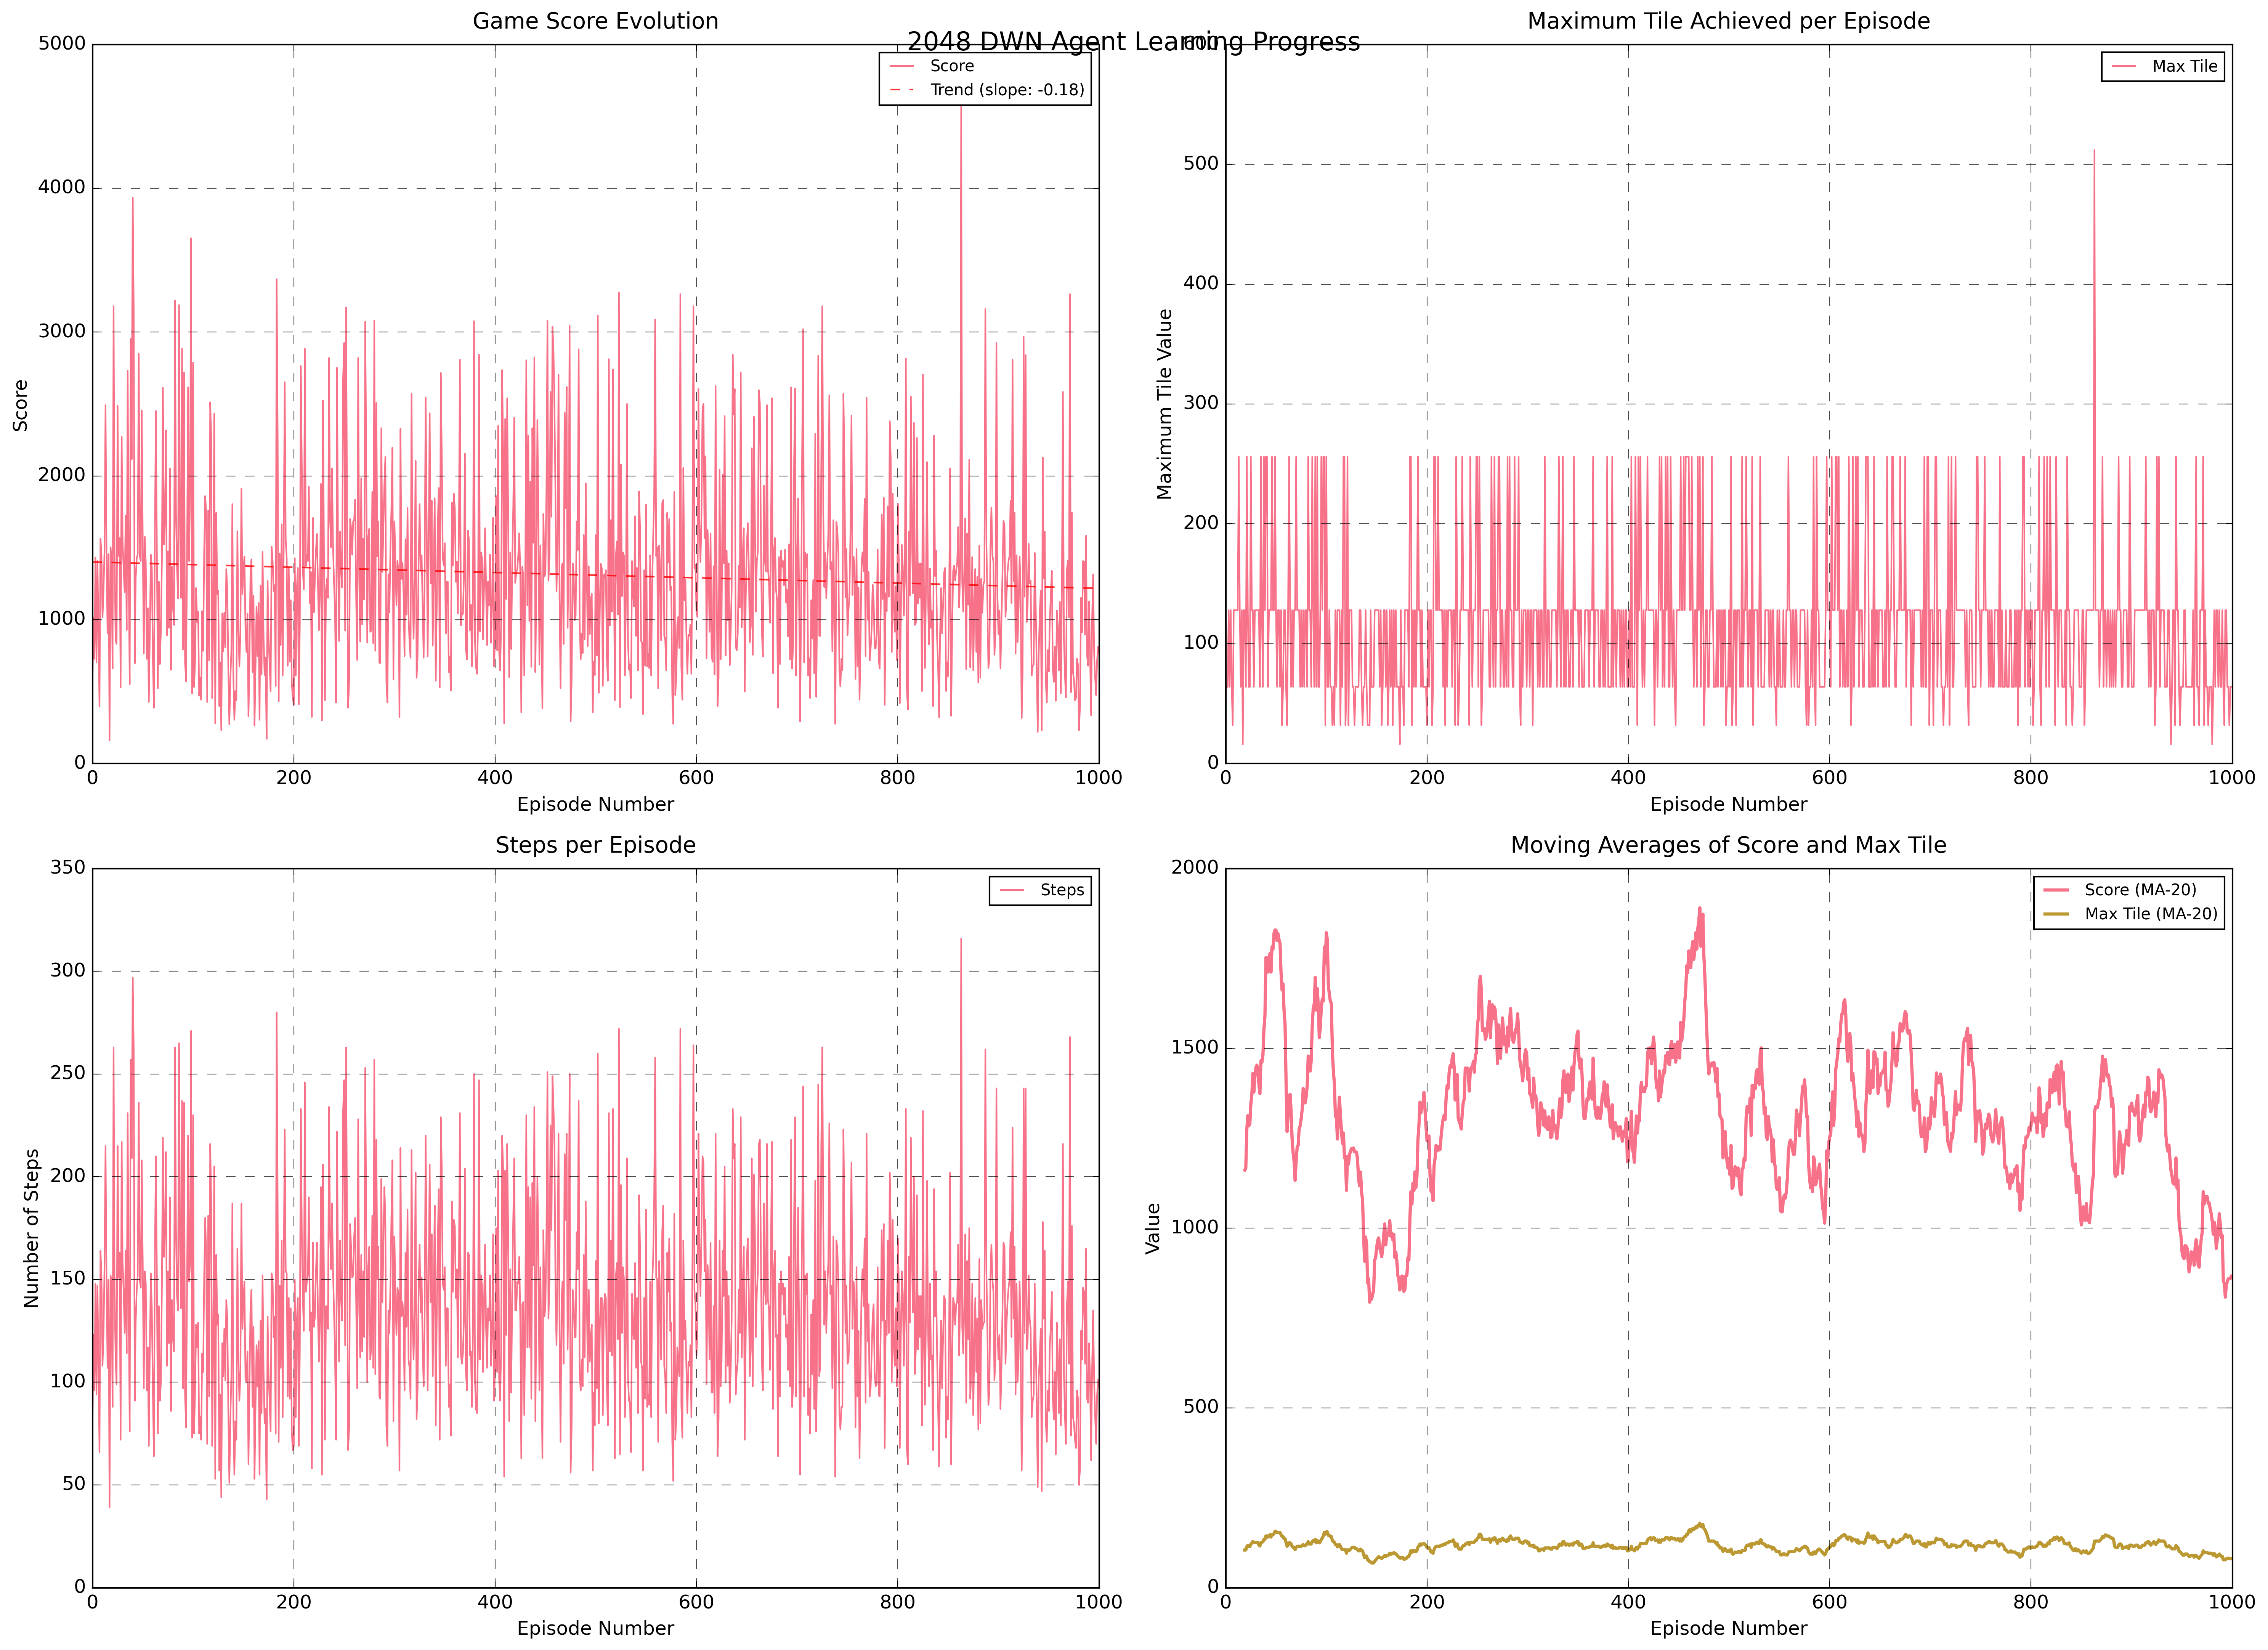 2048 DWN Agent Learning Progress
Game Score Evolution
Score
Trend (slope: -0.18)
5000
4000
3000
2000
1000
0
Score
0 200 400 600 800 1000
Episode Number
Maximum Tile Achieved per Episode
Max Tile
600
500
400
300
200
100
0
Maximum Tile Value
0 200 400 600 800 1000
Episode Number
Steps per Episode
Steps
350
300
250
200
150
100
50
0
Number of Steps
0 200 400 600 800 1000
Episode Number
Moving Averages of Score and Max Tile
Score (MA-20)
Max Tile (MA-20)
2000
1500
1000
500
0
Value
0 200 400 600 800 1000
Episode Number